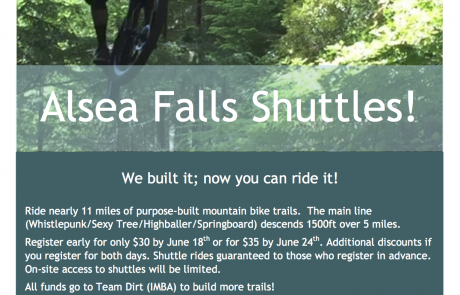 Alsea Falls Shuttles!
We built it; now you can ride it!
Ride nearly 11 miles of purpose-built mountain bike trails.  The main line
(Whistlepunk/Sexy Tree/Highballer/Springboard) descends 1500ft over 5 miles.
Register early for only $30 by June 18th or for $35 by June 24th. Additional discounts if
you register for both days. Shuttle rides guaranteed to those who register in advance.
On-site access to shuttles will be limited.
All funds go to Team Dirt (IMBA) to build more trails!